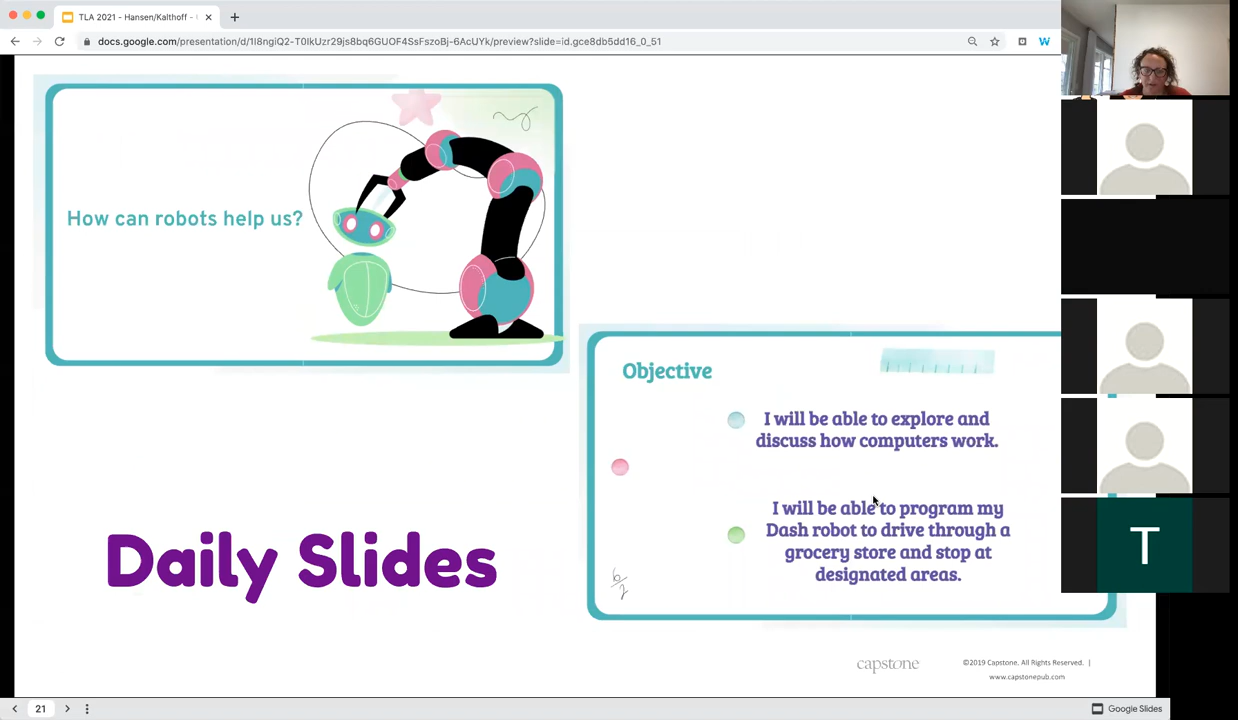 TLA 2021 - Hansen/Kalthoff -
docs.google.com/presentation/d/1I8ngiQ2-T0IkUzr29js8bq6GUOF4SsFszoBj-6AcUYk/preview?slide=id.gce8db5dd16_0_51
W
How can robots help us?
Objective
I will be able to explore and
discuss how computers work.
I will be able to program my
Dash robot to drive through a
grocery store and stop at
designated areas.
Daily Slides
T
capstone
©2019 Capstone. All Rights Reserved. |
www.capstonepub.com
21
Google Slides